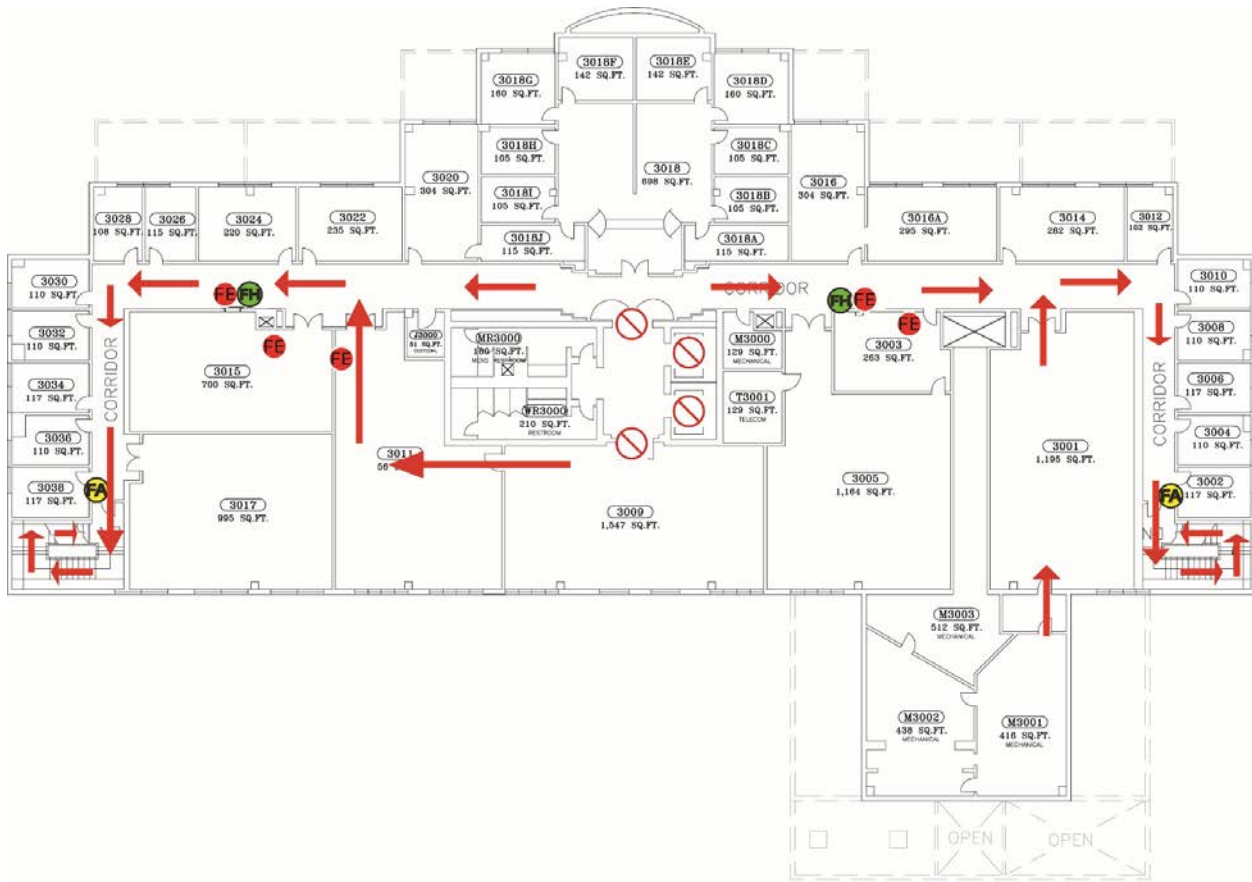 3018F
142 SQ.FT.
3018E
142 SQ.FT.
3018G
160 SQ.FT.
3018D
160 SQ.FT.
3018H
105 SQ.FT.
3018C
105 SQ.FT.
3020
304 SQ.FT.
3018
698 SQ.FT.
3016
304 SQ.FT.
3018I
105 SQ.FT.
3018B
105 SQ.FT.
3028
108 SQ.FT.
3026
115 SQ.FT.
3024
220 SQ.FT.
3022
235 SQ.FT.
3016A
295 SQ.FT.
3014
282 SQ.FT.
3012
102 SQ.FT.
3018J
115 SQ.FT.
3018A
115 SQ.FT.
3030
110 SQ.FT.
3010
110 SQ.FT.
CORRIDOR
FE
FH
FH
FE
FE
FE
FE
3032
110 SQ.FT.
3015
700 SQ.FT.
J3000
51 SQ.FT.
MR3000
180 SQ.FT.
M3000
129 SQ.FT.
MECHANICAL
3003
263 SQ.FT.
3008
110 SQ.FT.
3034
117 SQ.FT.
CORRIDOR
T3001
129 SQ.FT.
TELECOM
CORRIDOR
3006
117 SQ.FT.
3036
110 SQ.FT.
WR3000
210 SQ.FT.
RESTROOM
3001
1,195 SQ.FT.
3004
110 SQ.FT.
3011
56
3005
1,164 SQ.FT.
3038
117 SQ.FT.
FA
FA
3002
117 SQ.FT.
3017
995 SQ.FT.
3009
1,547 SQ.FT.
M3003
512 SQ.FT.
MECHANICAL
M3002
438 SQ.FT.
MECHANICAL
M3001
416 SQ.FT.
MECHANICAL
OPEN
OPEN